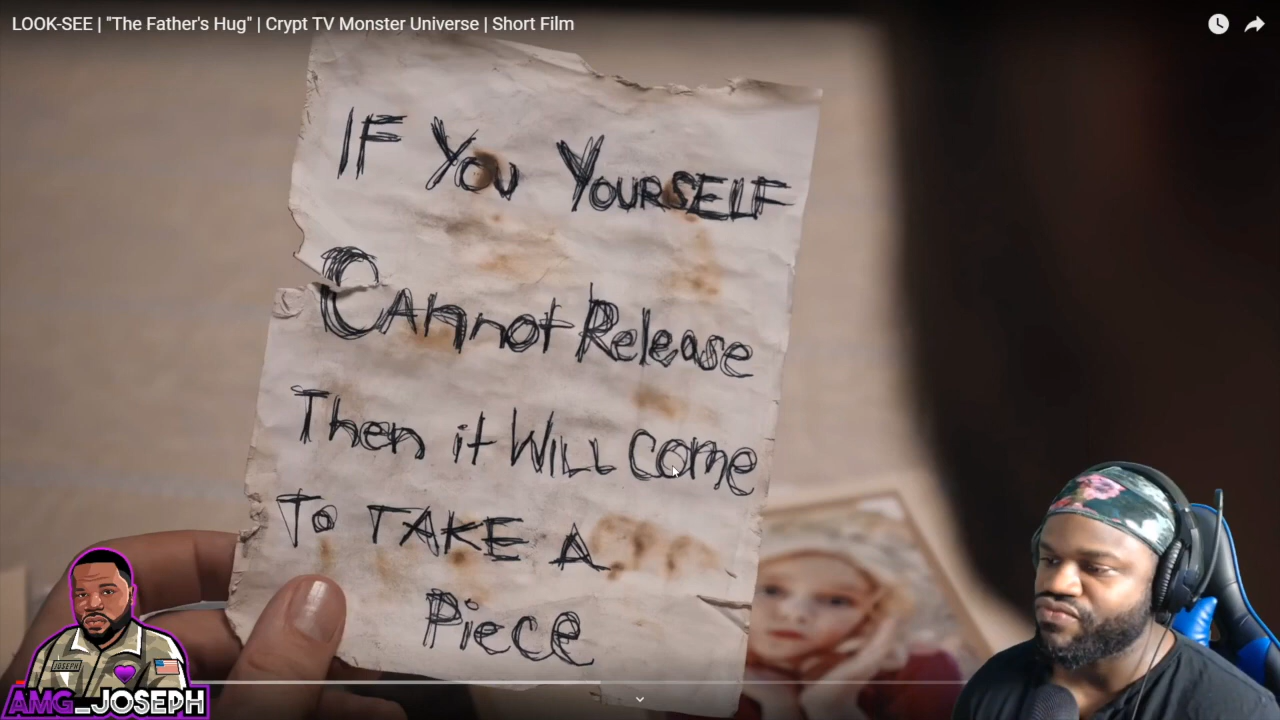 LOOK-SEE | "The Father's Hug" | Crypt TV Monster Universe | Short Film
IF YOU YOURSELF
CANnot Release
Then it WiLL come
To TAKE A
PiECE
JOSEPH
AMG_JOSEPH